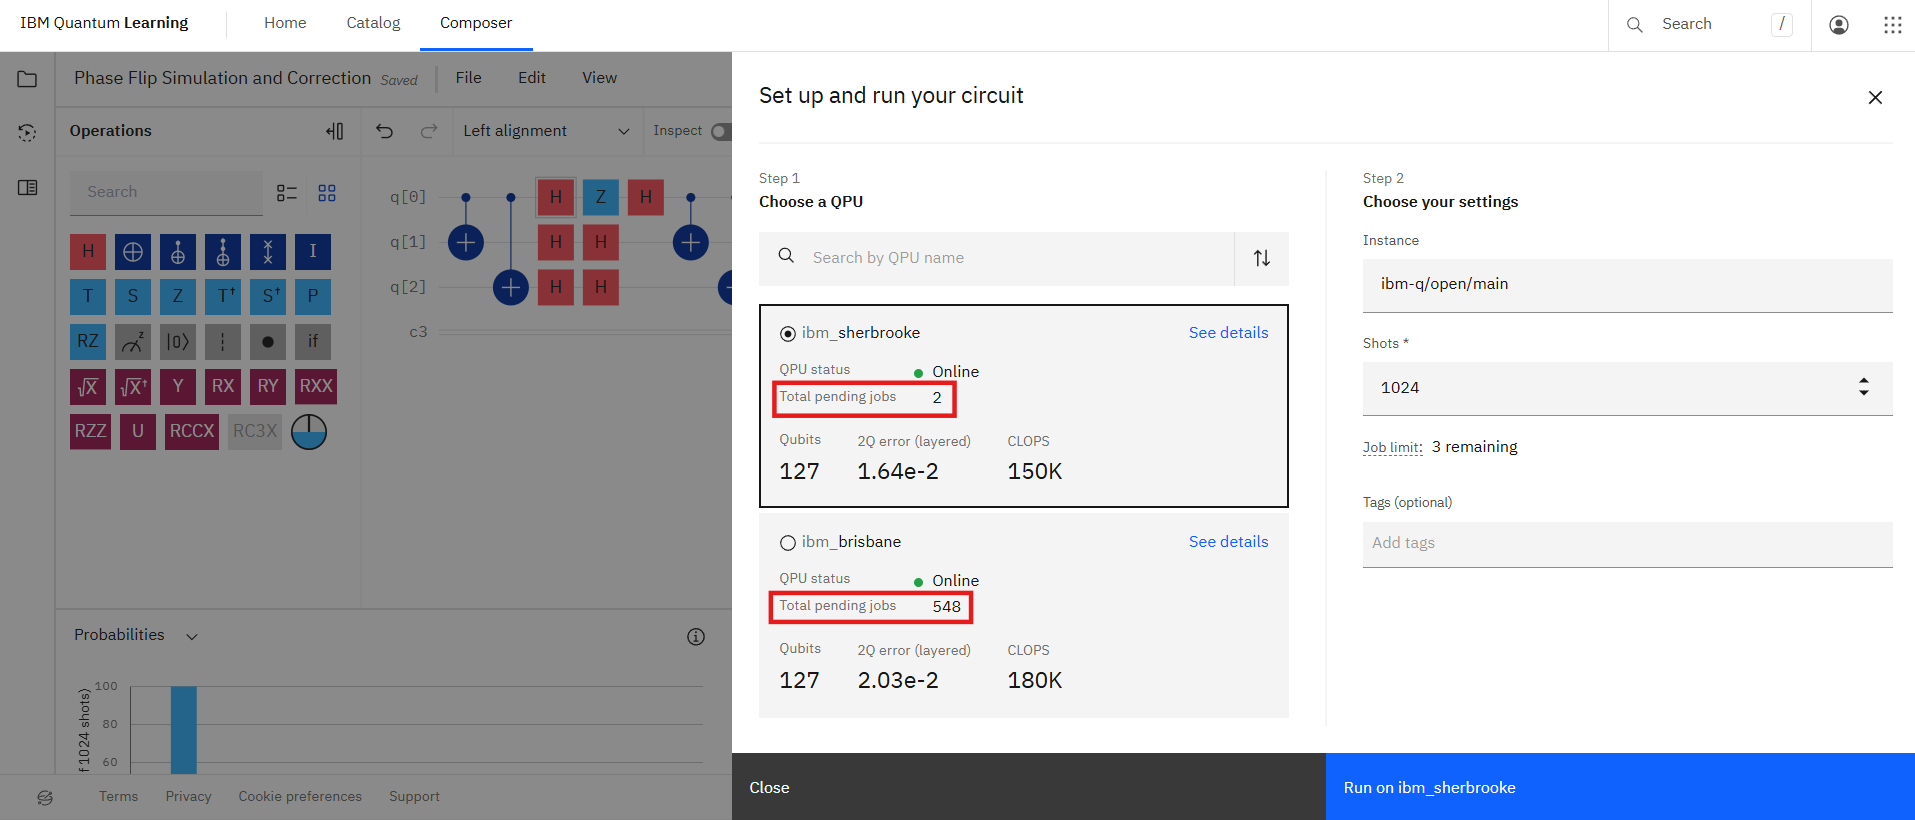 IBM Quantum Learning
Home
Catalog
Composer
Search
/
Phase Flip Simulation and Correction Saved
File
Edit
View
Operations
Left alignment
Inspect
Search
H I
T S Z T† S† P
RZ z |0⟩ if
√X √X† Y RX RY RXX
RZZ U RCCX RC3X
q[0] H Z H
q[1] H H
q[2] H H
c3
Probabilities
100
80
60
f 1024 shots)
Terms
Privacy
Cookie preferences
Support
Set up and run your circuit
Step 1
Choose a QPU
Search by QPU name
ibm_sherbrooke
See details
QPU status Online
Total pending jobs 2
Qubits 2Q error (layered) CLOPS
127 1.64e-2 150K
ibm_brisbane
See details
QPU status Online
Total pending jobs 548
Qubits 2Q error (layered) CLOPS
127 2.03e-2 180K
Step 2
Choose your settings
Instance
ibm-q/open/main
Shots *
1024
Job limit: 3 remaining
Tags (optional)
Add tags
Close
Run on ibm_sherbrooke